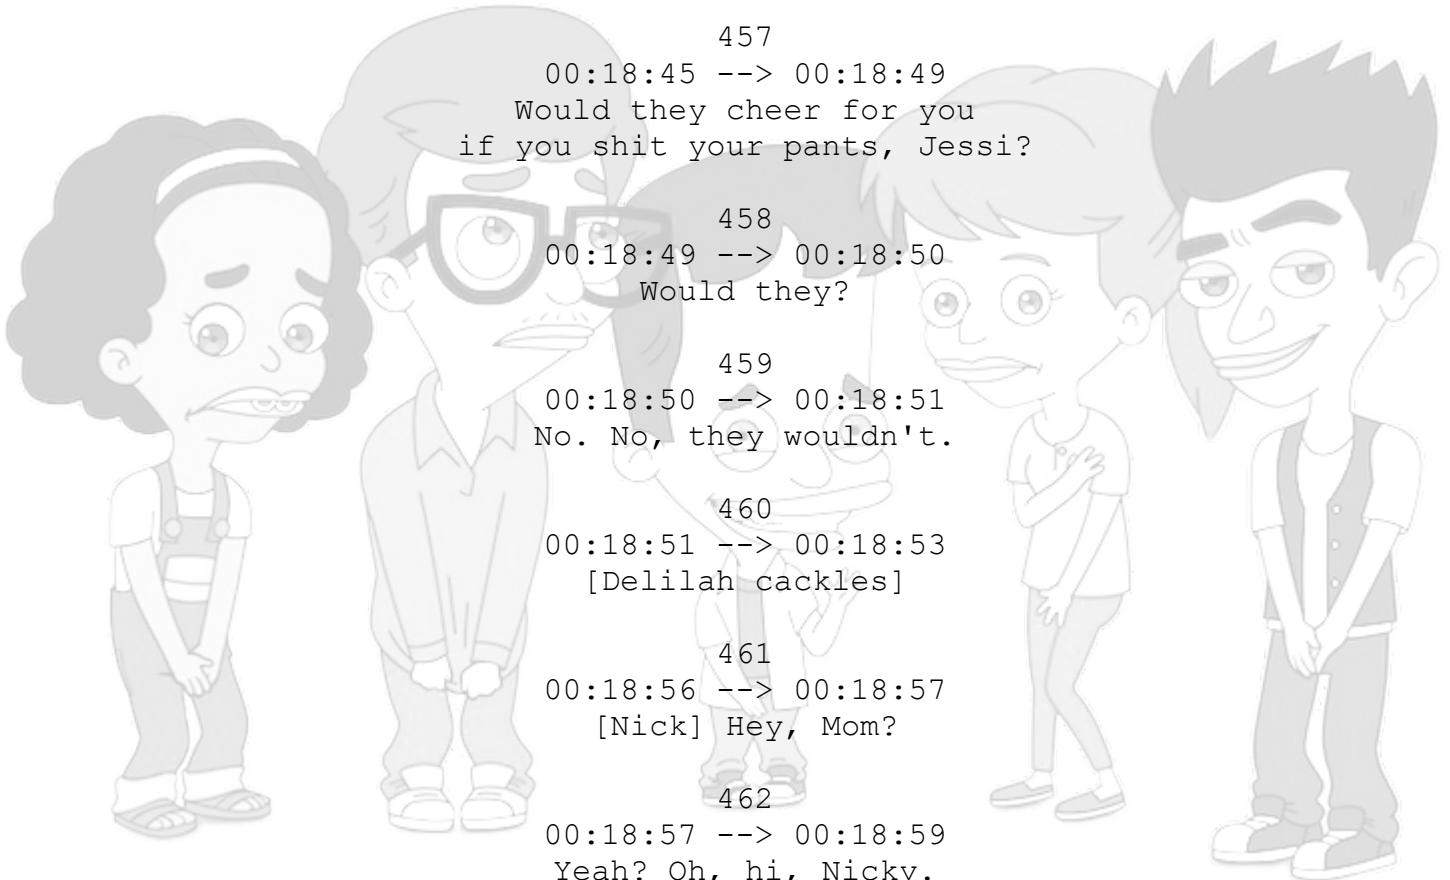 457
00:18:45 --> 00:18:49
Would they cheer for you
if you shit your pants, Jessi?
458
00:18:49 --> 00:18:50
Would they?
459
00:18:50 --> 00:18:51
No. No, they wouldn't.
460
00:18:51 --> 00:18:53
[Delilah cackles]
461
00:18:56 --> 00:18:57
[Nick] Hey, Mom?
462
00:18:57 --> 00:18:59
Yeah? Oh, hi, Nicky.